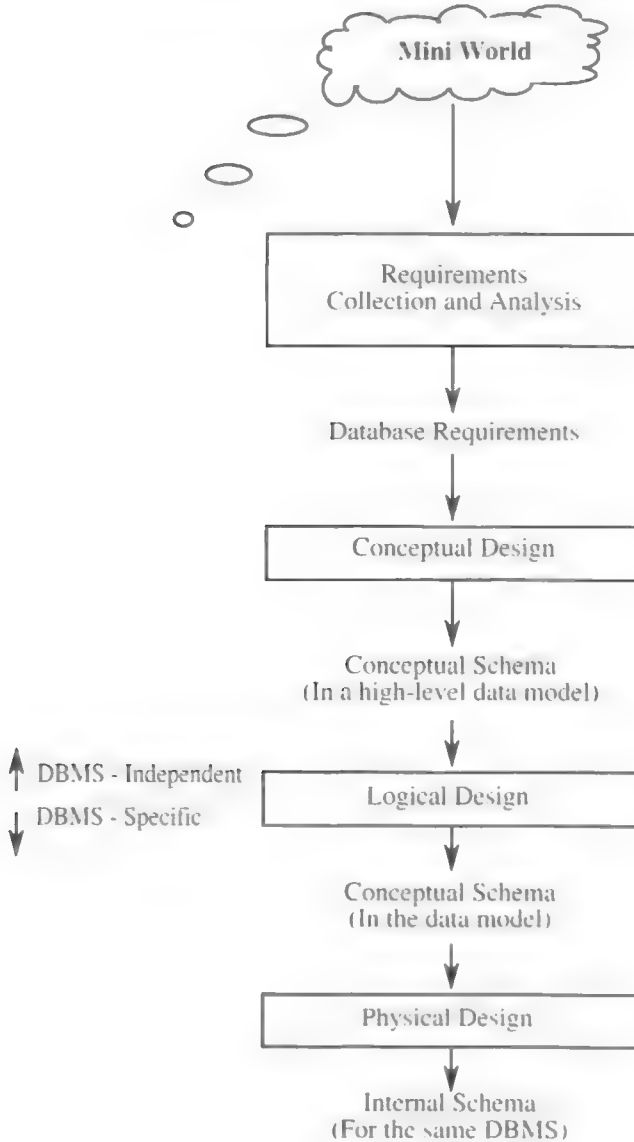 Mini World
Requirements
Collection and Analysis
Database Requirements
Conceptual Design
Conceptual Schema
(In a high-level data model)
DBMS - Independent
DBMS - Specific
Logical Design
Conceptual Schema
(In the data model)
Physical Design
Internal Schema
(For the same DBMS)